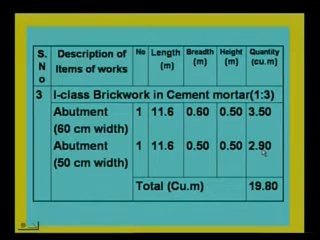 S. N o Description of Items of works No Length (m) Breadth (m) Height (m) Quantity (cu.m)
3 I-class Brickwork in Cement mortar(1:3)
Abutment (60 cm width) 1 11.6 0.60 0.50 3.50
Abutment (50 cm width) 1 11.6 0.50 0.50 2.90
Total (Cu.m) 19.80